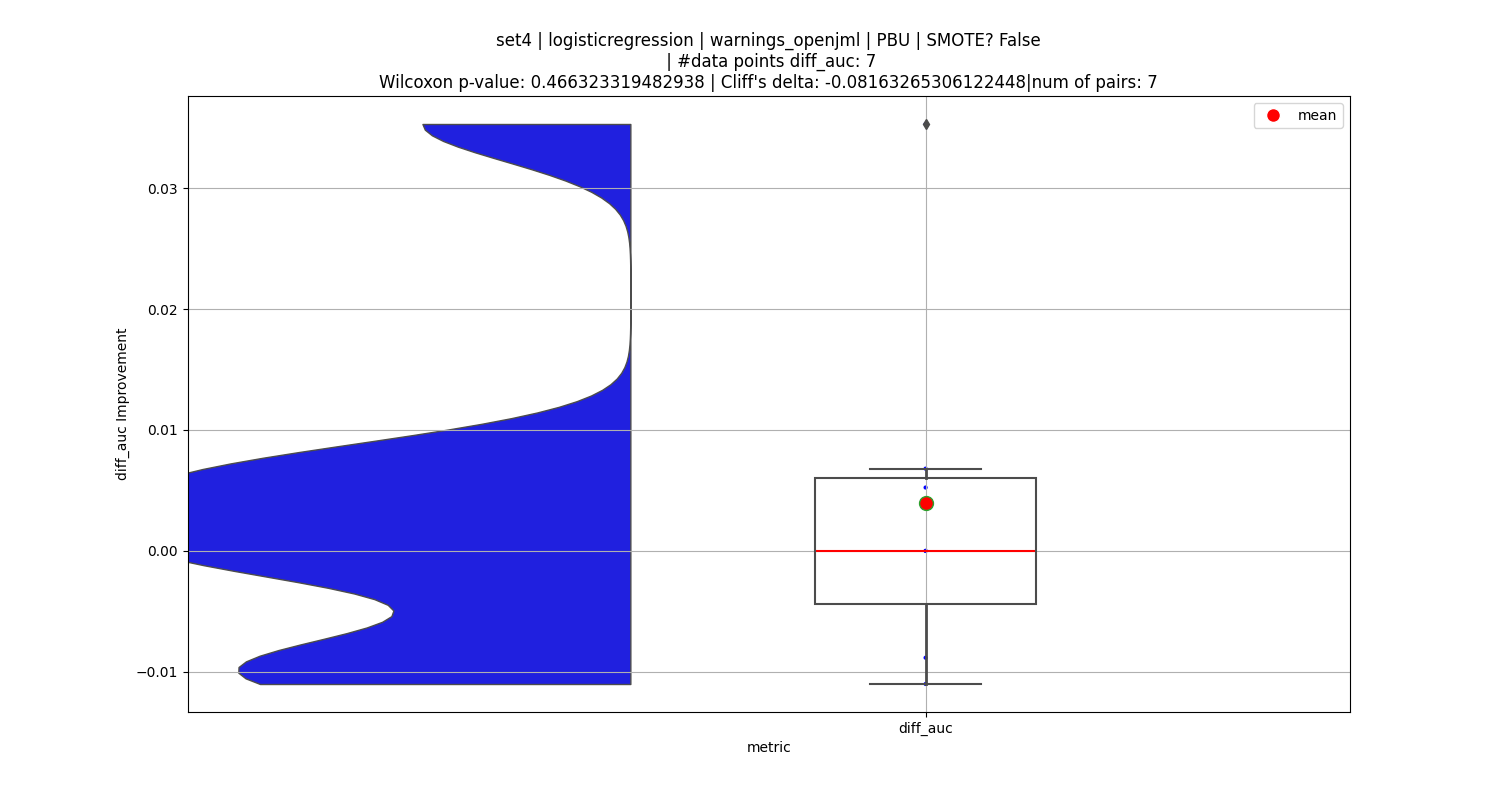 set4 | logisticregression | warnings_openjml | PBU | SMOTE? False
| #data points diff_auc: 7
Wilcoxon p-value: 0.466323319482938 | Cliff's delta: -0.08163265306122448|num of pairs: 7
mean
0.03
0.02
0.01
0.00
−0.01
diff_auc Improvement
diff_auc
metric